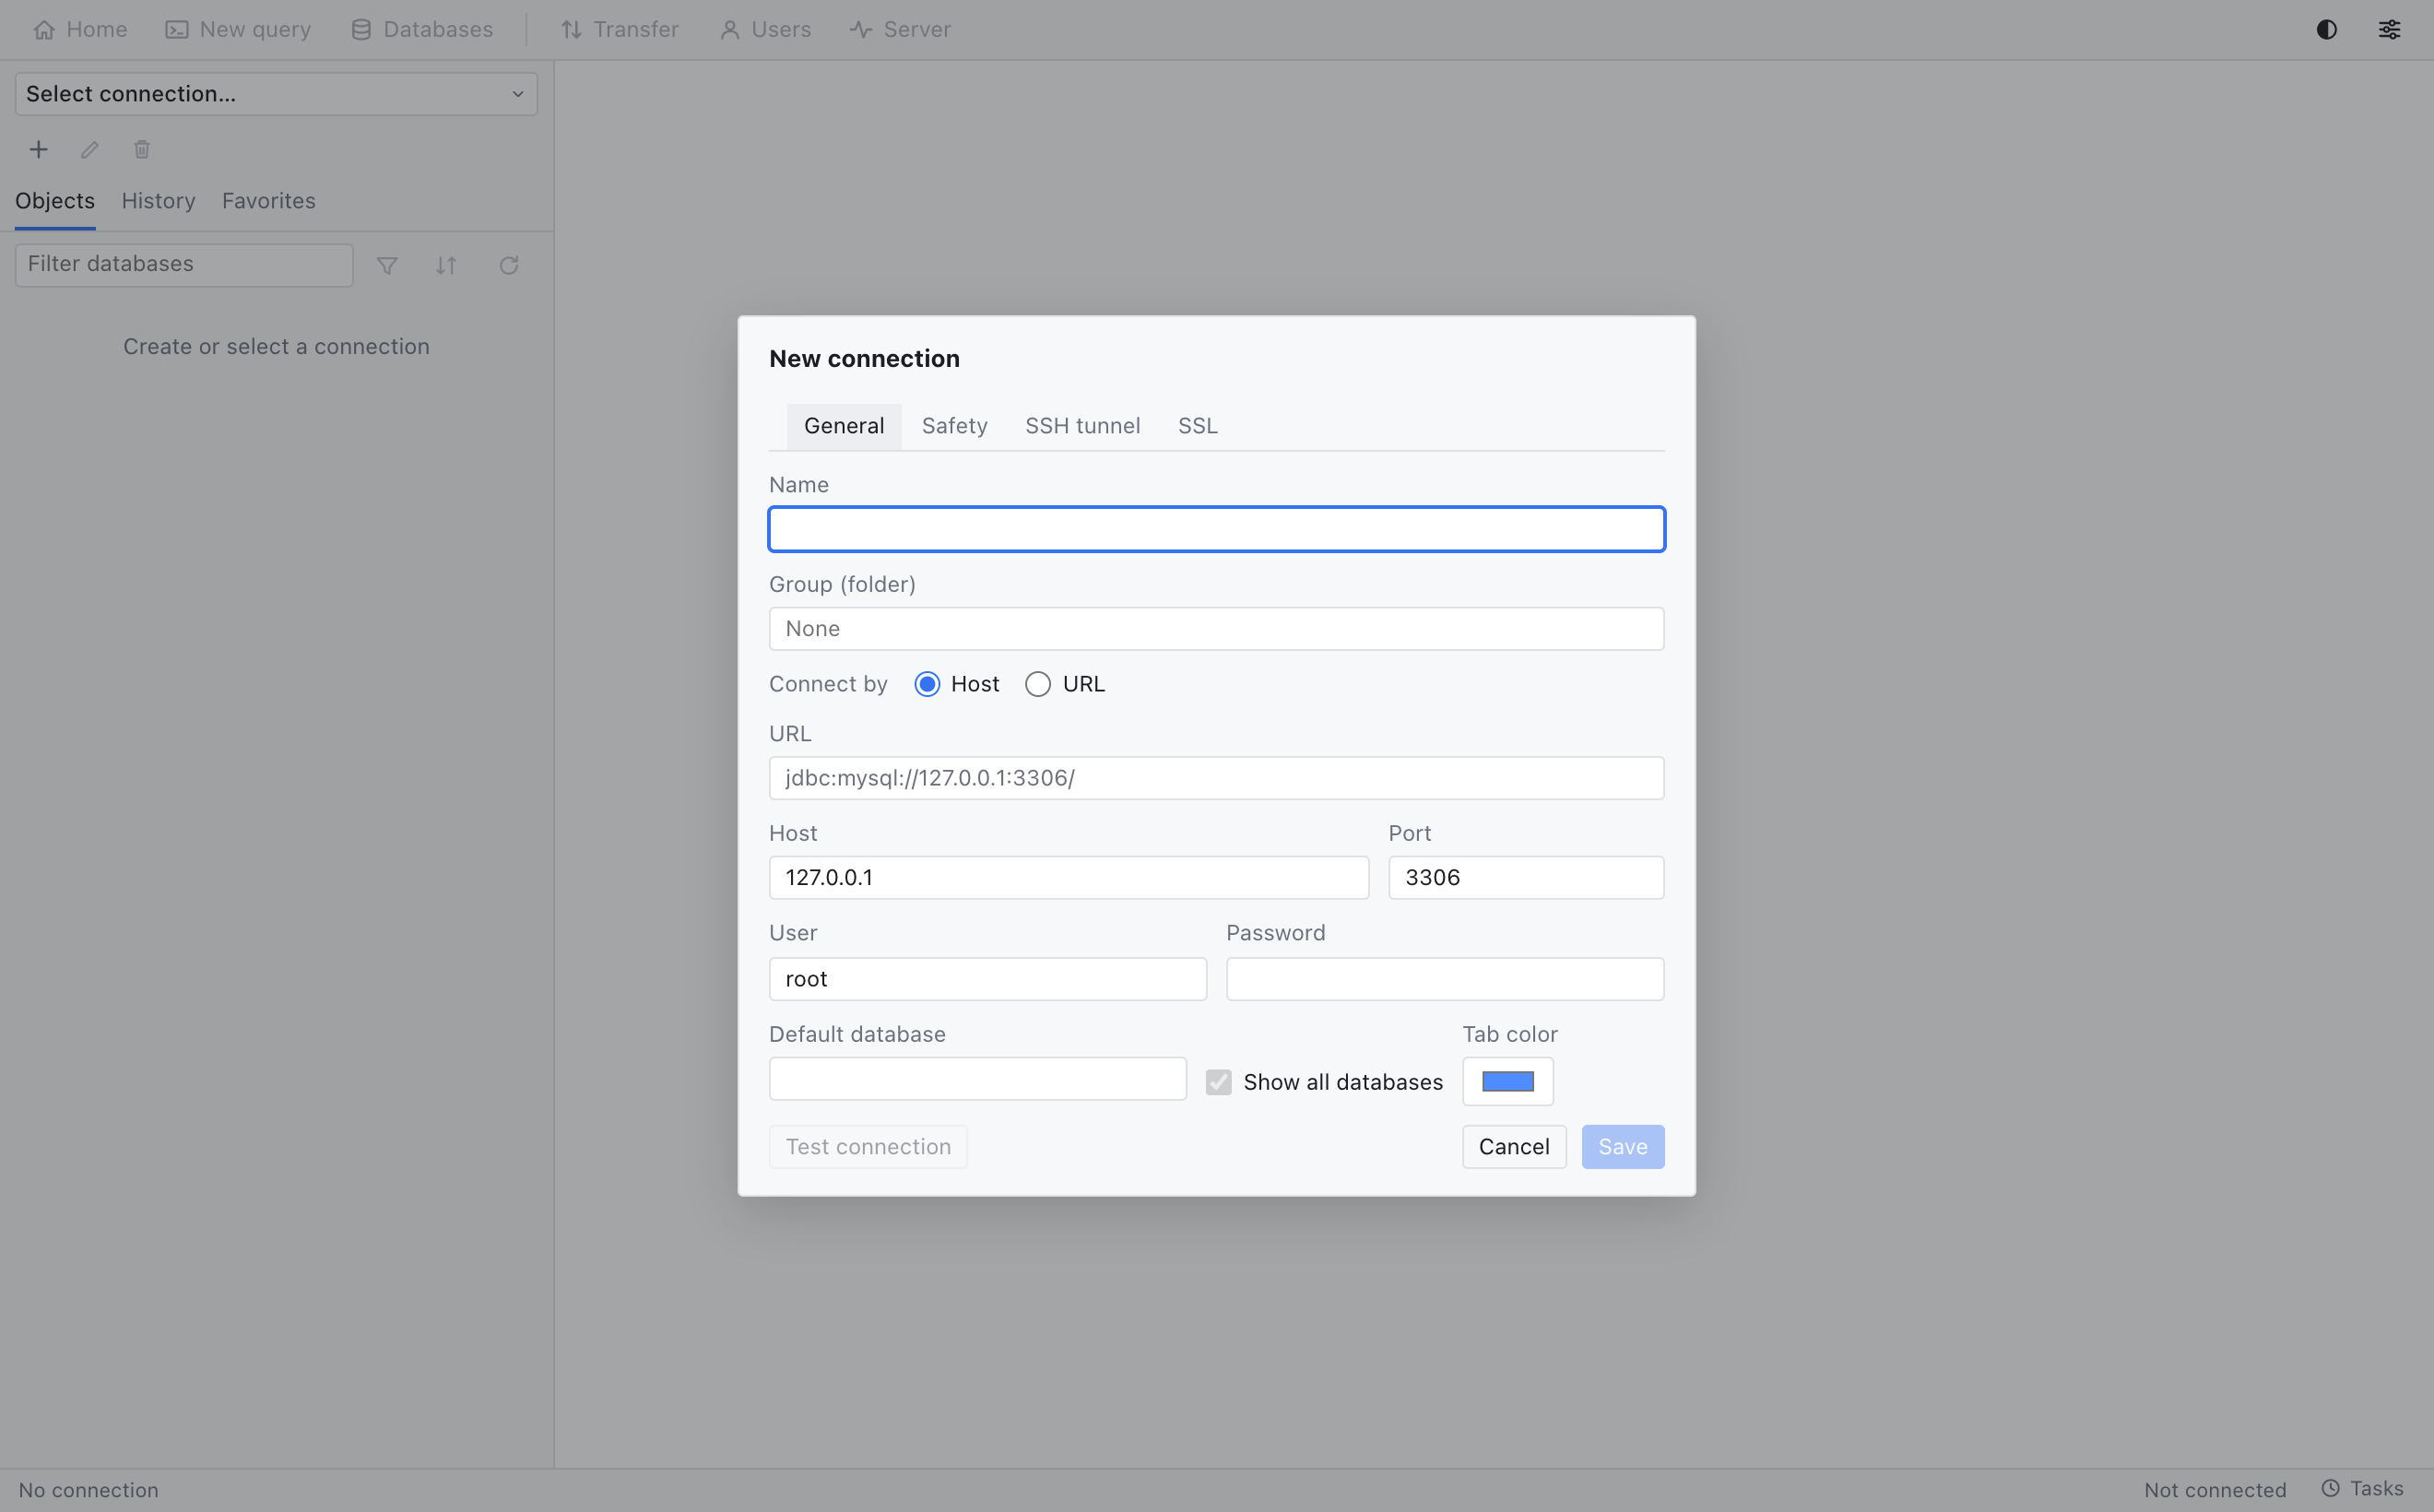 Home New query Databases Transfer Users Server
Select connection...
Objects History Favorites
Filter databases
Create or select a connection
New connection
General Safety SSH tunnel SSL
Name
Group (folder)
None
Connect by Host URL
URL
jdbc:mysql://127.0.0.1:3306/
Host Port
127.0.0.1 3306
User Password
root
Default database Tab color
Show all databases
Test connection Cancel Save
No connection Not connected Tasks